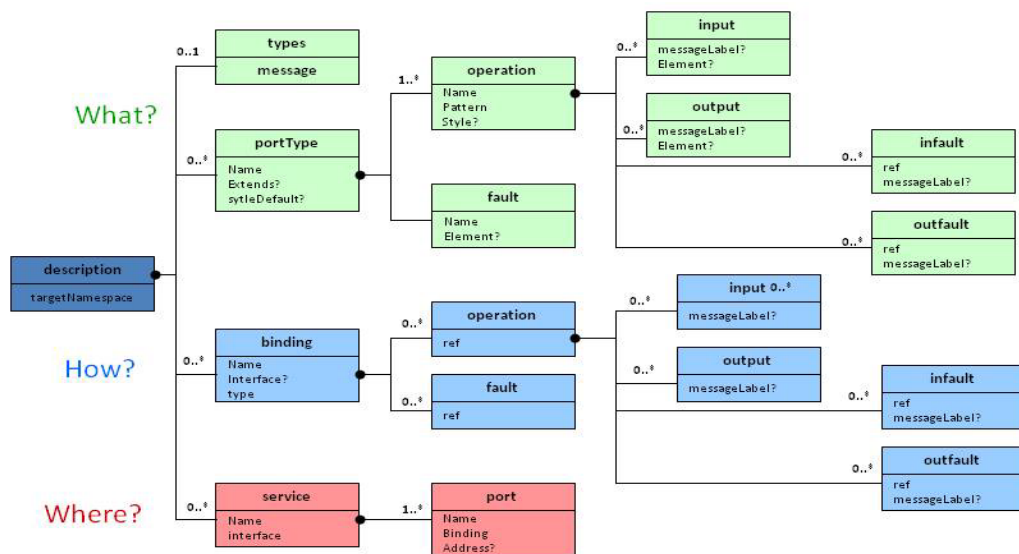 What?
0..1
types
message
0..*
portType
Name
Extends?
sytleDefault?
1..*
operation
Name
Pattern
Style?
fault
Name
Element?
0..*
input
messageLabel?
Element?
0..*
output
messageLabel?
Element?
0..*
infault
ref
messageLabel?
0..*
outfault
ref
messageLabel?
description
targetNamespace
How?
0..*
binding
Name
Interface?
type
0..*
operation
ref
0..*
fault
ref
0..*
input 0..*
messageLabel?
0..*
output
messageLabel?
0..*
infault
ref
messageLabel?
0..*
outfault
ref
messageLabel?
Where?
0..*
service
Name
interface
1..*
port
Name
Binding
Address?